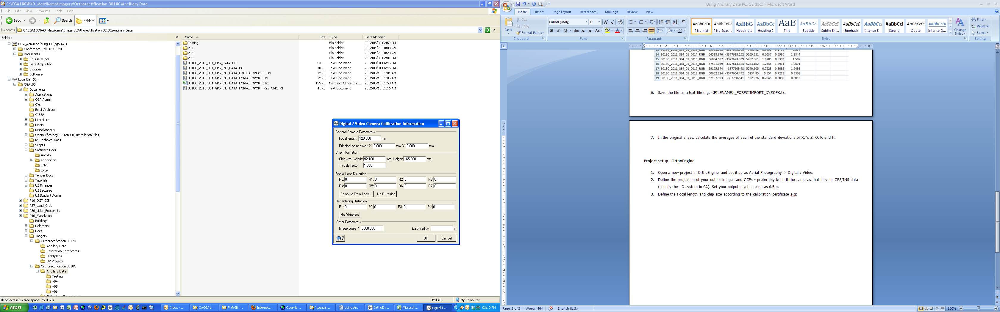 C:\CGA180\P40_Matzikama\Imagery\Orthorectification 3018C\Ancillary Data
File Edit View Favorites Tools Help
Back Search Folders
Address C:\CGA180\P40_Matzikama\Imagery\Orthorectification 3018C\Ancillary Data Go
Folders
CGA_Admin on 'sungis03\cga' (A:)
Conference Call 20110220
Documents
Course eDocs
Data Acquisition
Invoices
Software
Local Disk (C:)
CGA180
Documents
Applications
CGA Admin
CVs
Email Archives
GISSA
Literature
Media
Miscellaneous
OpenOffice.org 3.3 (en-GB) Installation Files
RS Technical Docs
Scripts
Software Docs
ArcGIS
eCognition
ENVI
Excel
Tender Docs
Tutorials
US Finances
US Lectures
US Student Admin
P10_DGT_GIS
P27_Land_Grab
P36_Lidar_Footprints
P40_Matzikama
Buildings
DeleteMe
Docs
Imagery
Orthorectification 3017D
Ancillary Data
Calibration Certificates
Flightplans
OR Projects
Orthorectification 3018C
Ancillary Data
Testing
v04
v05
v06
Name Size Type Date Modified
Testing File Folder 2012/05/09 02:52 PM
v04 File Folder 2012/04/20 10:03 AM
v05 File Folder 2012/04/20 10:23 AM
v06 File Folder 2012/05/09 02:01 PM
3018C_2011_384_GPS_DATA.TXT 53 KB Text Document 2012/03/01 06:46 PM
3018C_2011_384_GPS_INS_DATA.TXT 70 KB Text Document 2012/03/01 06:46 PM
3018C_2011_384_GPS_INS_DATA_EDITEDFOREXCEL.TXT 72 KB Text Document 2012/05/10 11:04 AM
3018C_2011_384_GPS_INS_DATA_FORPCIIMPORT.TXT 72 KB Text Document 2012/05/10 11:05 AM
3018C_2011_384_GPS_INS_DATA_FORPCIIMPORT.xlsx 125 KB Microsoft Office Exc... 2012/05/10 11:53 AM
3018C_2011_384_GPS_INS_DATA_FORPCIIMPORT_XYZ_OPK.TXT 41 KB Text Document 2012/05/10 11:16 AM
Digital / Video Camera Calibration Information
General Camera Parameters
Focal length: 120.000 mm
Principal point offset: X: 0.000 mm Y: 0.000 mm
Chip Information
Chip size: Width: 92.160 mm Height: 165.888 mm
Y scale factor: 1.000
Radial Lens Distortion
R0: 0 R1: 0 R2: 0 R3: 0
R4: 0 R5: 0 R6: 0 R7: 0
Compute From Table... No Distortion
Decentering Distortion
P1: 0 P2: 0 P3: 0 P4: 0
No Distortion
Other Parameters
Image scale 1: 5000.000 Earth radius: m
OK Cancel
10 objects (Disk free space: 75.9 GB) 429 KB My Computer
start Inbox - ... C:\CGA1... F:\RGB i... Internet... Overvie... \\sungis... Using An... OrthoEn... Microsof... Digital / ... 03:10 PM
Using Ancillary Data PCI OE.docx - Microsoft Word
Home Insert Page Layout References Mailings Review View
Paste Cut Copy Format Painter
Calibri (Body) 11
AaBbCcDc AaBbCcDc AaBbC AaBbCc AaB AaBbCc. AaBbCcL AaBbCcL AaBbCc. AaBbCcl AaBbCcDc AaBbCcDc
¶ Normal ¶ No Spaci... Heading 1 Heading 2 Title Subtitle Subtle Em... Emphasis Intense E... Strong Quote Intense Q...
Change Styles
Find Replace Select
Clipboard Font Paragraph Styles Editing
14 3018C_2011_384_01_0014_RGB 54518.876 -3377638.252 5269.231 0.6037 0.5986 1.3344
15 3018C_2011_384_01_0015_RGB 56054.587 -3377623.339 5262.961 1.0705 0.5393 1.507
16 3018C_2011_384_01_0016_RGB 57591.039 -3377613.184 5253.182 1.2346 1.3911 1.0671
17 3018C_2011_384_01_0017_RGB 59125.374 -3377609.48 5240.605 0.7223 0.8095 1.2493
18 3018C_2011_384_01_0018_RGB 60662.224 -3377604.492 5234.85 0.554 0.7218 0.9368
19 3018C_2011_384_01_0019_RGB 62197.923 -3377602.41 5228.26 0.7046 0.6098 0.6015
6. Save the file as a text file e.g. <FILENAME>_FORPCIIMPORT_XYZOPK.txt
7. In the original sheet, calculate the averages of each of the standard deviations of X, Y, Z, O, P, and K.
Project setup - OrthoEngine
1. Open a new project in OrthoEngine and set it up as Aerial Photography > Digital / Video.
2. Define the projection of your output images and GCPs - preferably keep it the same as that of your GPS/INS data
(usually the LO system in SA). Set your output pixel spacing as 0.5m.
3. Define the Focal length and chip size according to the calibration certificate e.g:
Page: 3 of 3 Words: 404 English (U.S.) 100%